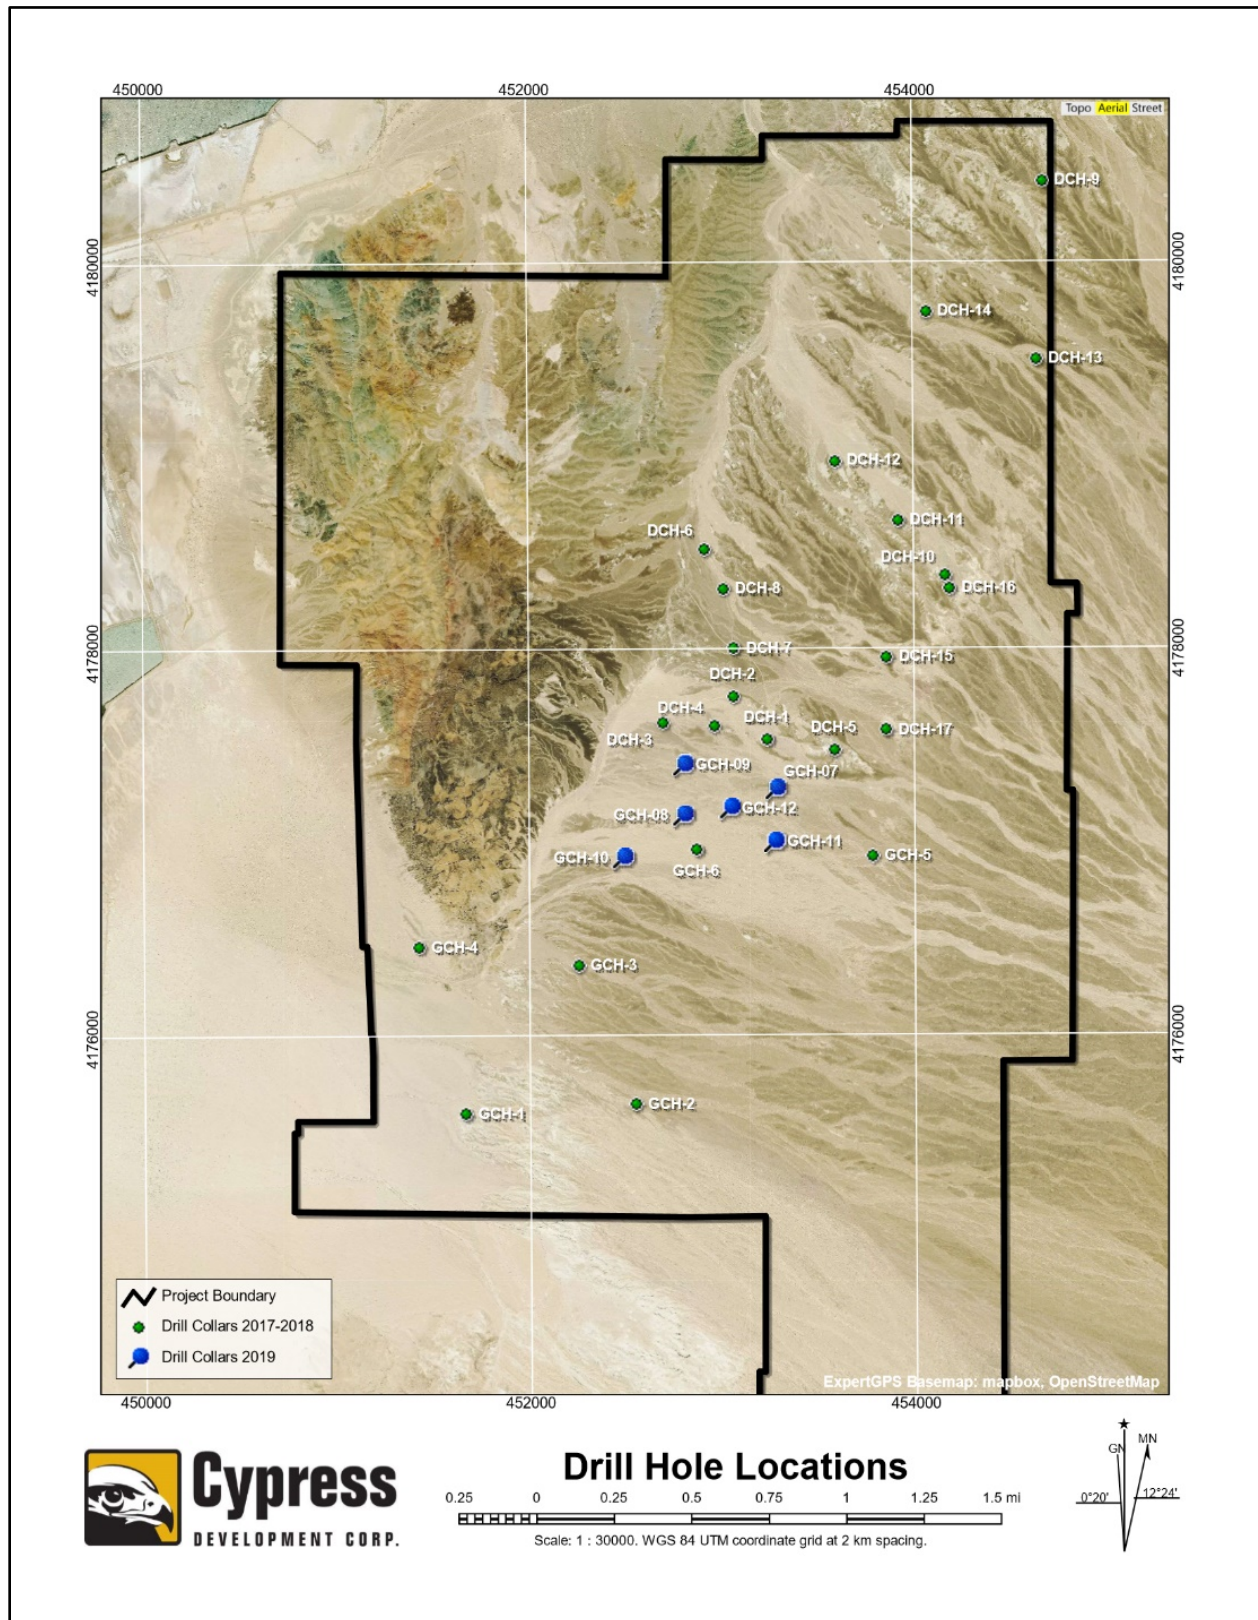 450000 452000 454000
Topo Aerial Street
DCH-9
4180000 4180000
DCH-14
DCH-13
DCH-12
DCH-11
DCH-6
DCH-10
DCH-8 DCH-16
DCH-7
4178000 4178000
DCH-15
DCH-2
DCH-4 DCH-1
DCH-3 DCH-5 DCH-17
GCH-09
GCH-07
GCH-08 GCH-12
GCH-11
GCH-10 GCH-5
GCH-6
GCH-4
GCH-3
4176000 4176000
GCH-2
GCH-1
Project Boundary
Drill Collars 2017-2018
Drill Collars 2019
ExpertGPS Basemap: mapbox, OpenStreetMap
450000 452000 454000
Cypress
DEVELOPMENT CORP.
Drill Hole Locations
0.25 0 0.25 0.5 0.75 1 1.25 1.5 mi
Scale: 1 : 30000. WGS 84 UTM coordinate grid at 2 km spacing.
GN MN
0°20' 12°24'